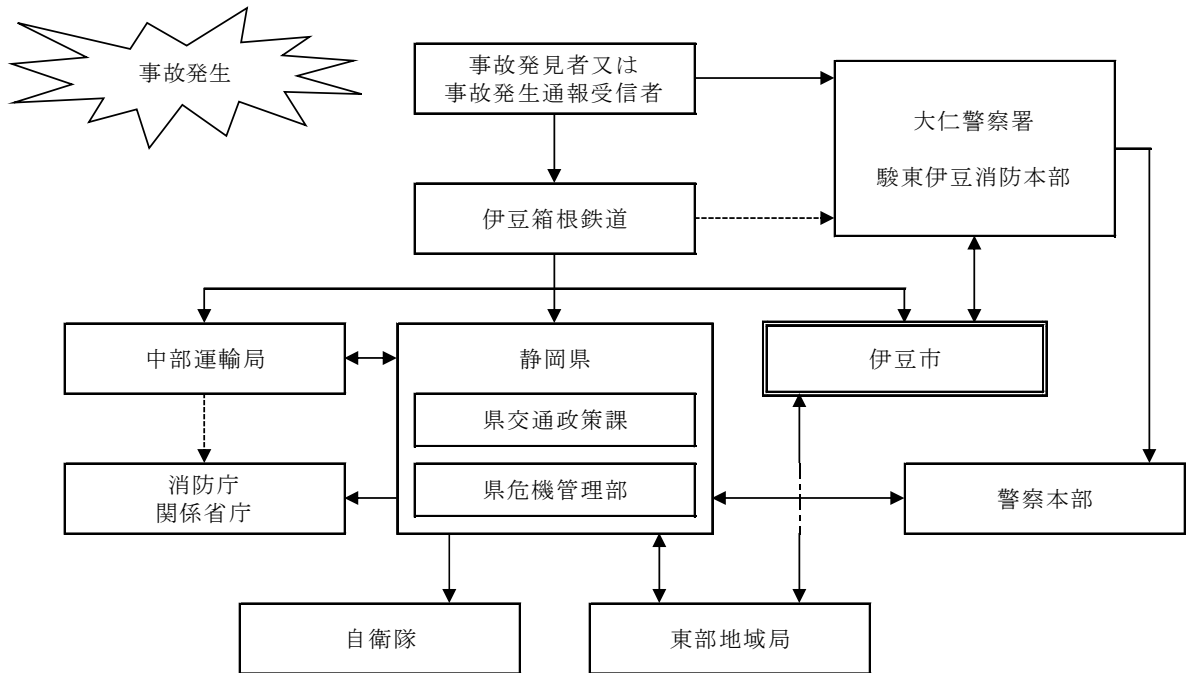 事故発生
事故発見者又は
事故発生通報受信者
大仁警察署
駿東伊豆消防本部
伊豆箱根鉄道
中部運輸局
静岡県
伊豆市
県交通政策課
消防庁
関係省庁
県危機管理部
警察本部
自衛隊
東部地域局